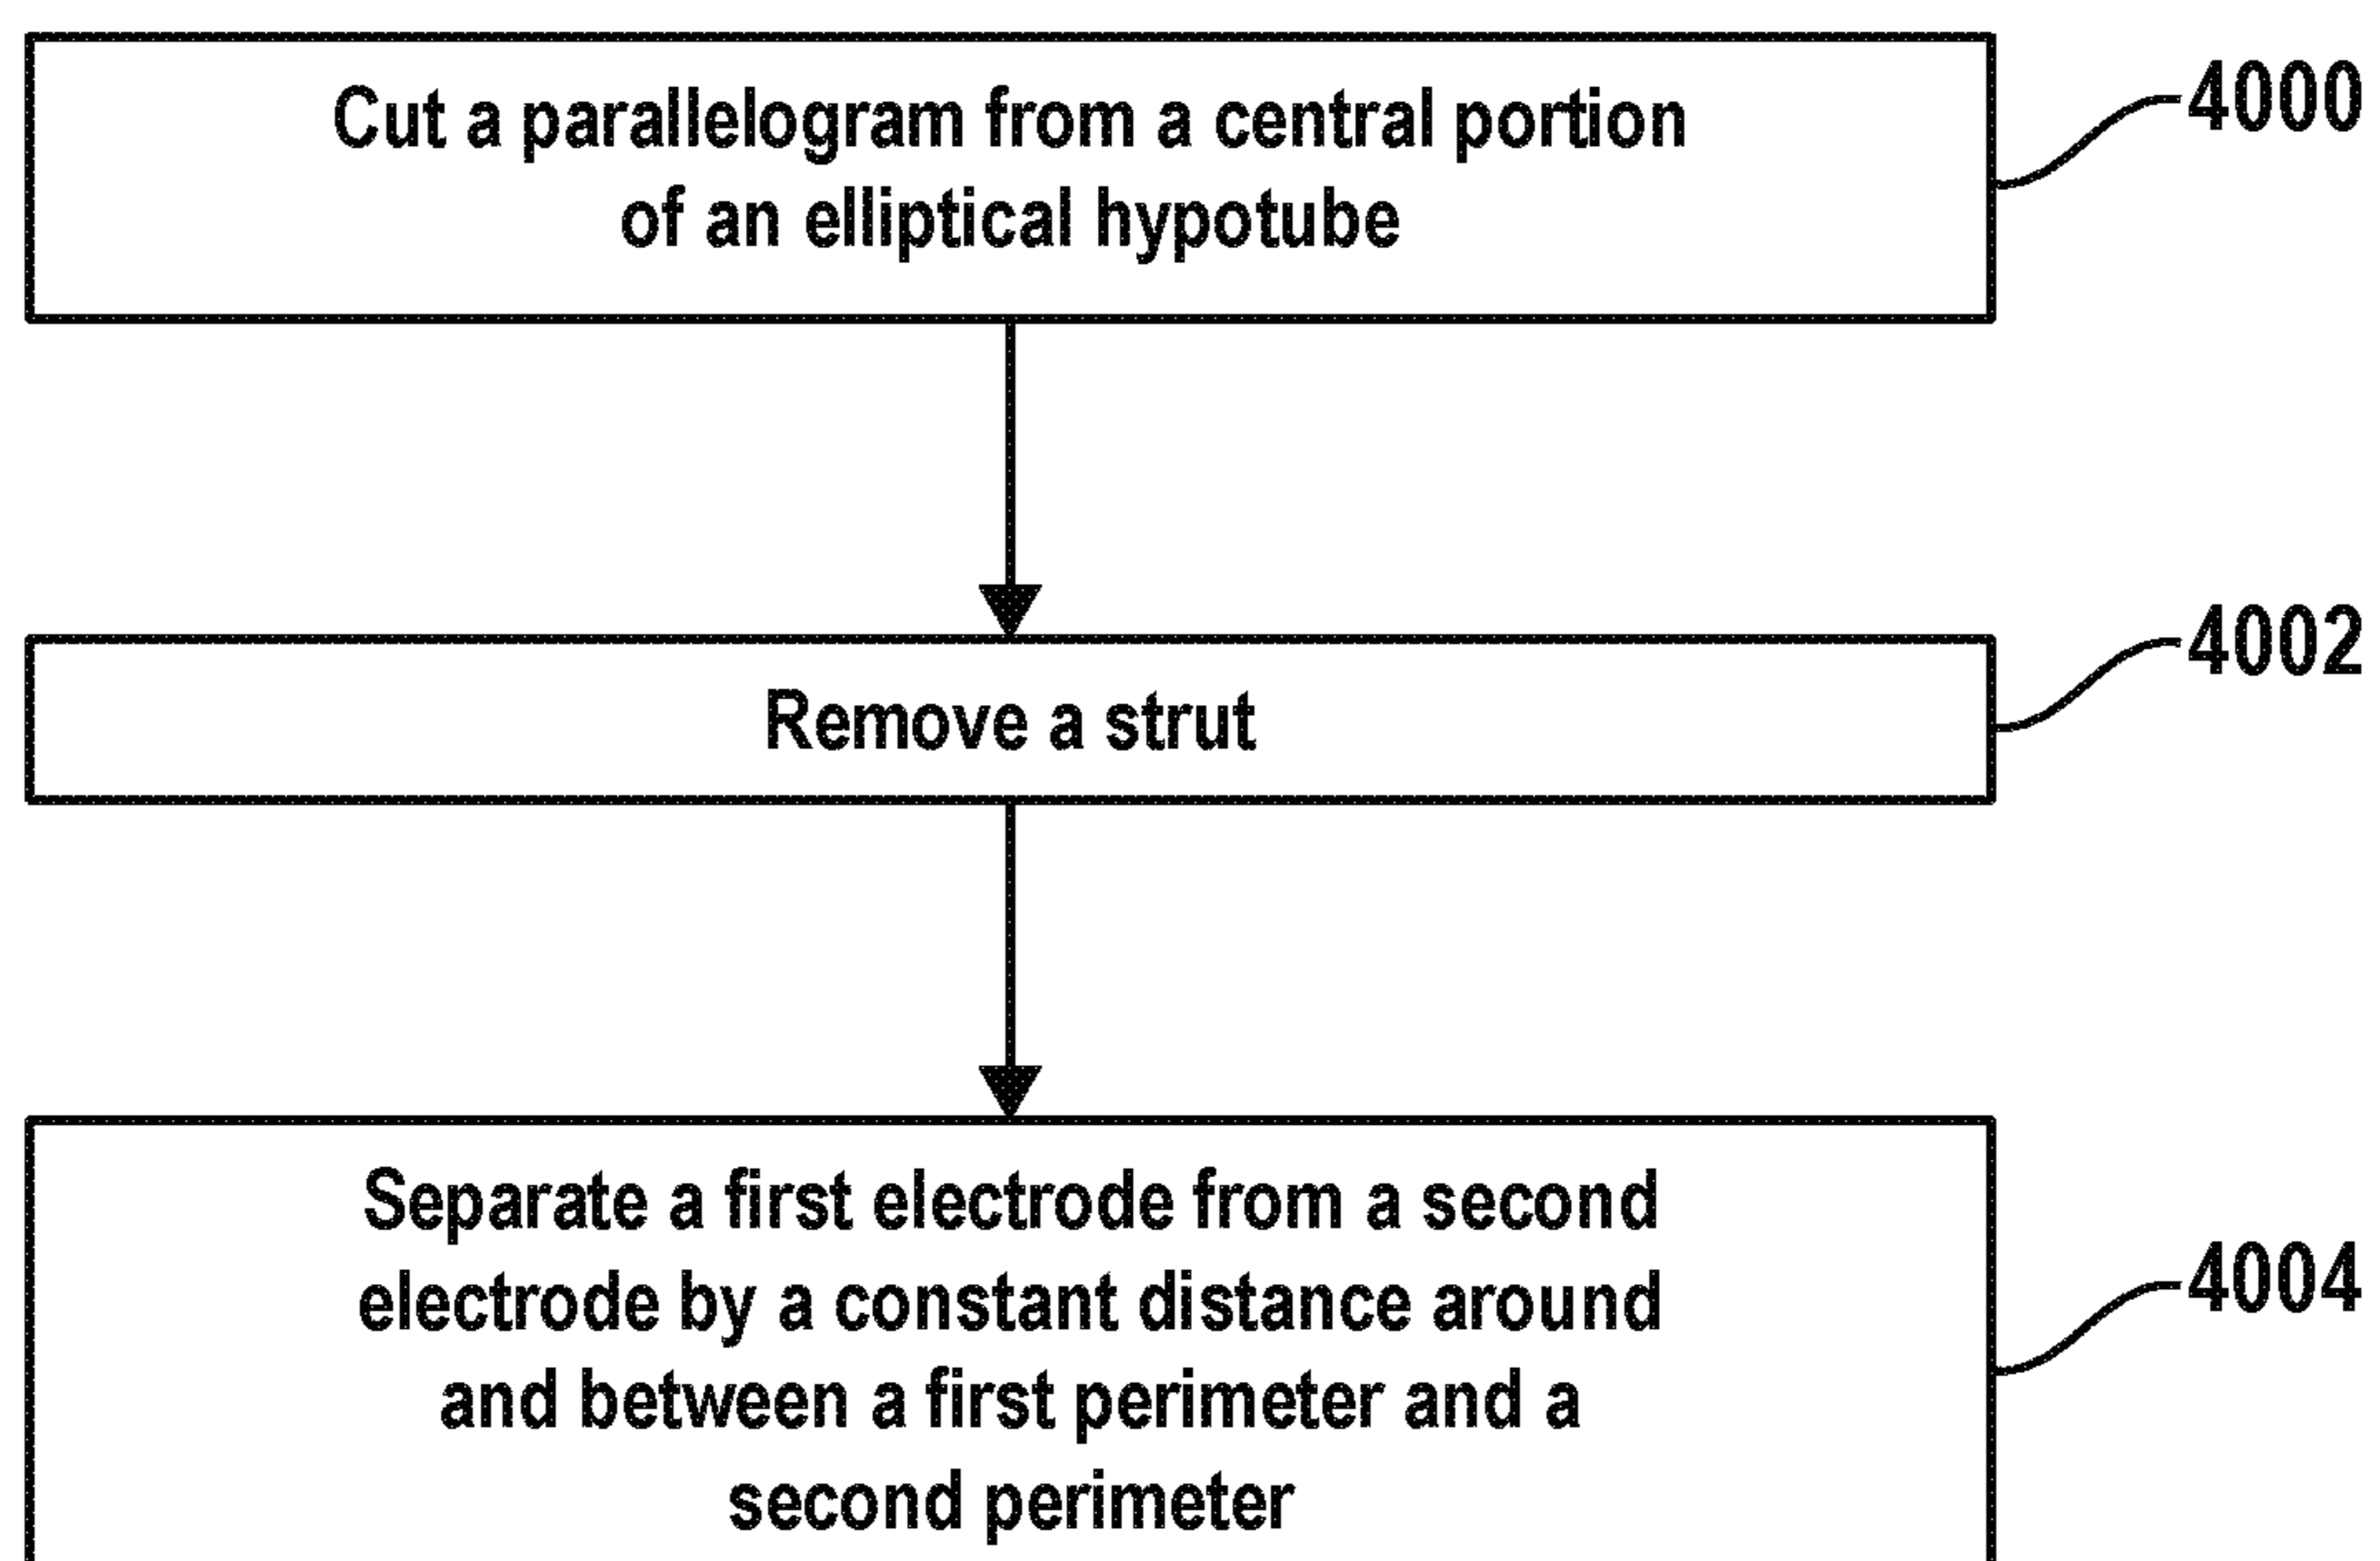 Cut a parallelogram from a central portion
of an elliptical hypotube
4000
Remove a strut
4002
Separate a first electrode from a second
electrode by a constant distance around
and between a first perimeter and a
second perimeter
4004